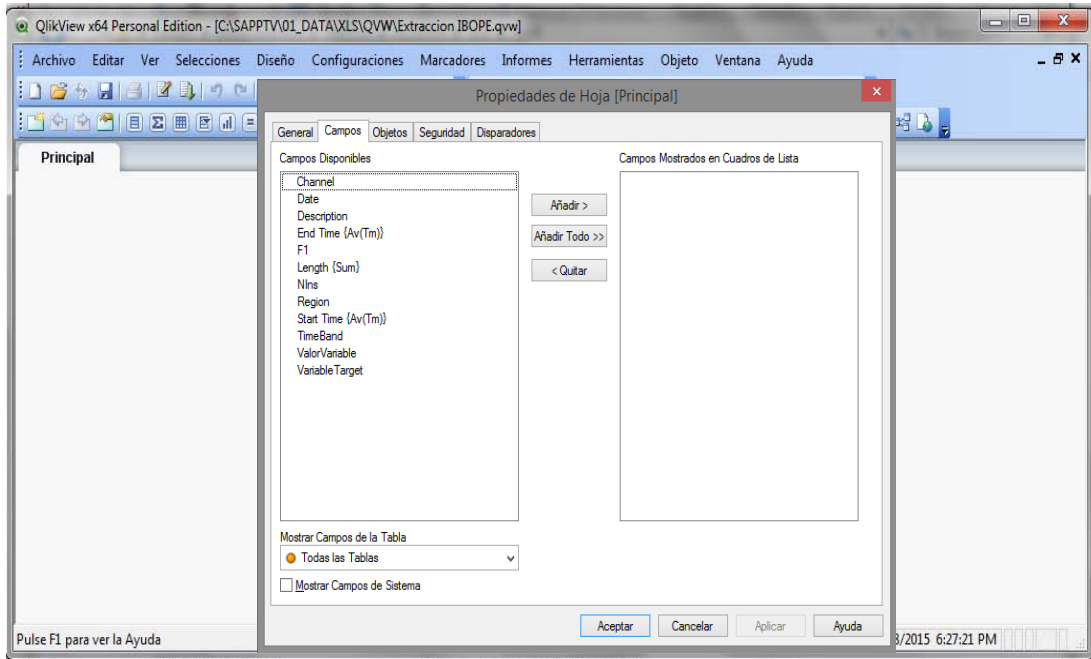 QlikView x64 Personal Edition - [C:\SAPPTV\01_DATA\XLS\QVW\Extraccion IBOPE.qvw]
Archivo Editar Ver Selecciones Diseño Configuraciones Marcadores Informes Herramientas Objeto Ventana Ayuda
Propiedades de Hoja [Principal]
Principal
General Campos Objetos Seguridad Disparadores
Campos Disponibles
Campos Mostrados en Cuadros de Lista
Channel
Date
Description
End Time {Av(Tm)}
F1
Length {Sum}
NIns
Region
Start Time {Av(Tm)}
TimeBand
ValorVariable
VariableTarget
Añadir >
Añadir Todo >>
< Quitar
Mostrar Campos de la Tabla
Todas las Tablas
Mostrar Campos de Sistema
Aceptar Cancelar Aplicar Ayuda
Pulse F1 para ver la Ayuda
/2015 6:27:21 PM